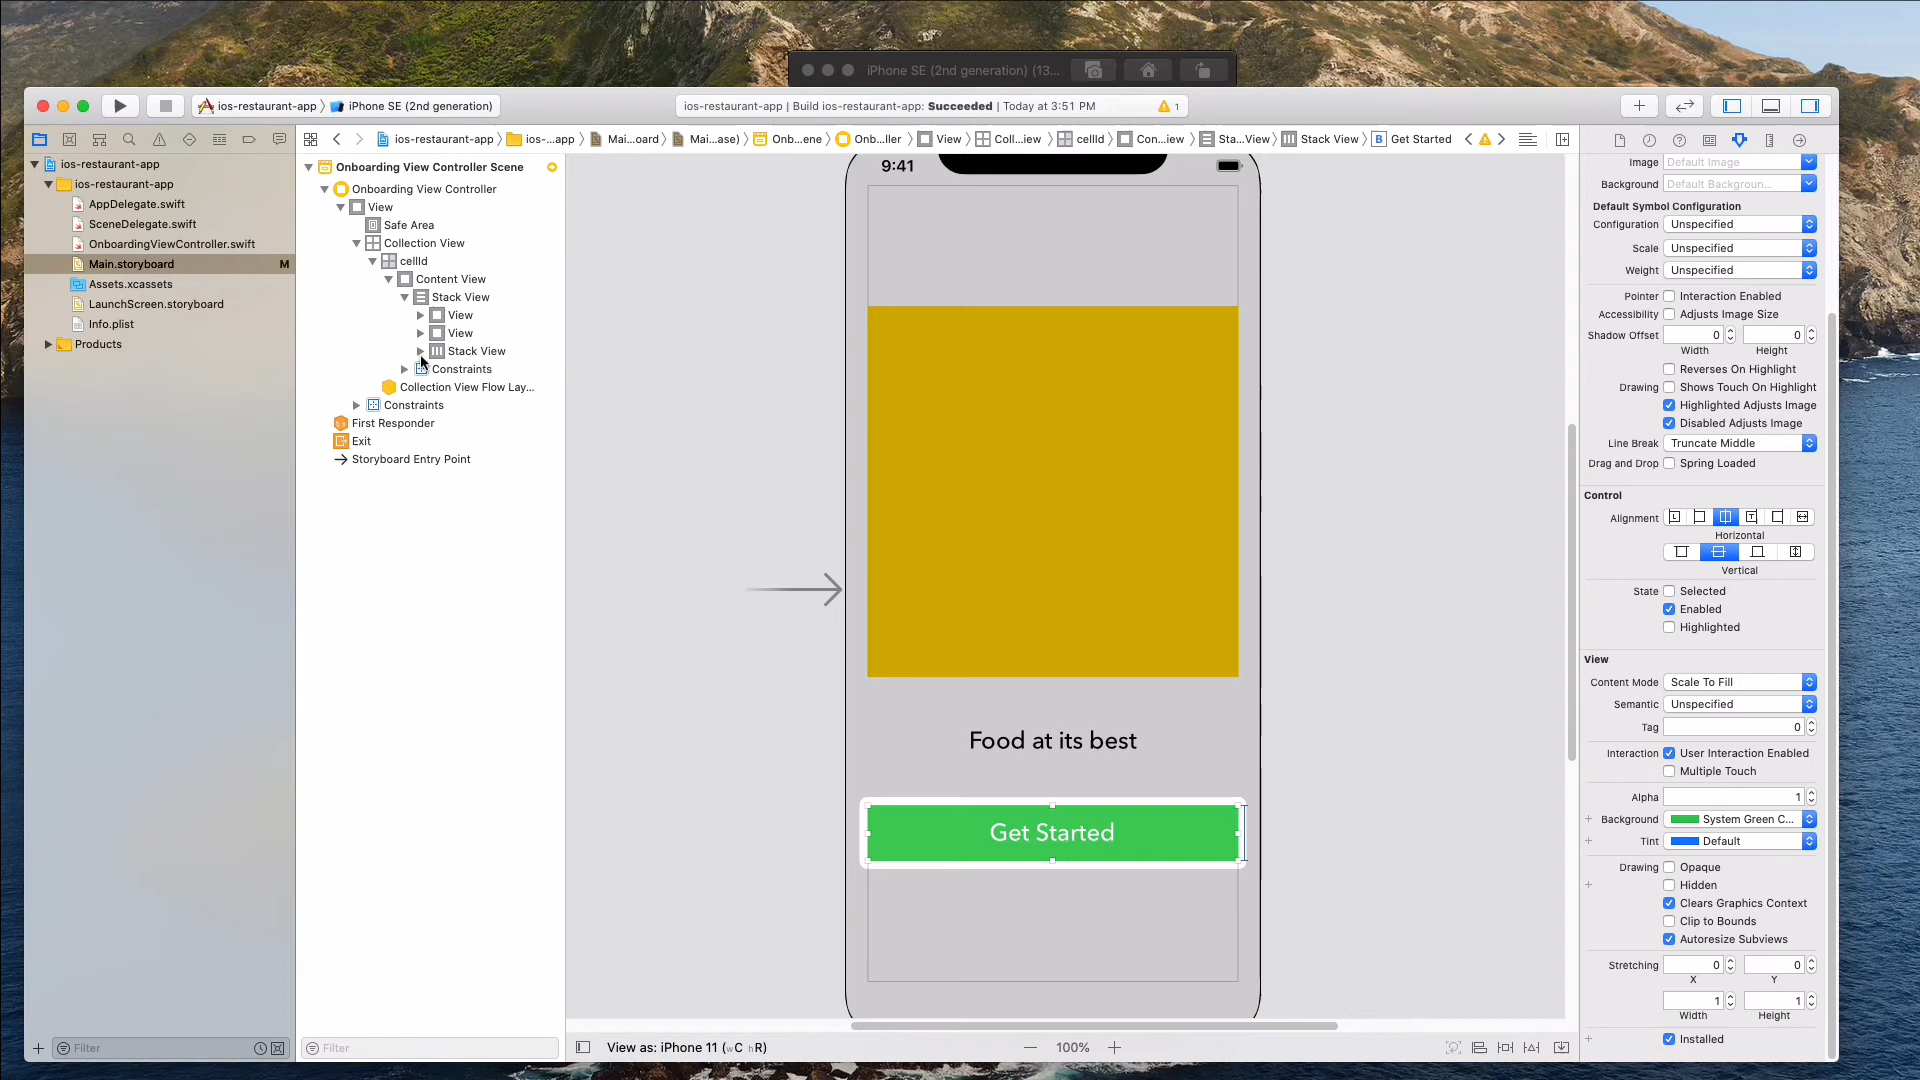 iPhone SE (2nd generation) (13...
ios-restaurant-app
iPhone SE (2nd generation)
ios-restaurant-app | Build ios-restaurant-app: Succeeded | Today at 3:51 PM
1
ios-restaurant-app
ios-...app
Mai...oard
Mai...ase)
Onb...ene
Onb...ller
View
Coll...iew
cellId
Con...iew
Sta...View
Stack View
B Get Started
ios-restaurant-app
ios-restaurant-app
AppDelegate.swift
SceneDelegate.swift
OnboardingViewController.swift
Main.storyboard M
Assets.xcassets
LaunchScreen.storyboard
Info.plist
Products
Filter
Onboarding View Controller Scene
Onboarding View Controller
View
Safe Area
Collection View
cellId
Content View
Stack View
View
View
Stack View
Constraints
Collection View Flow Lay...
Constraints
First Responder
Exit
Storyboard Entry Point
Filter
9:41
Food at its best
Get Started
View as: iPhone 11 (wC hR)
100%
Image Default Image
Background Default Backgroun...
Default Symbol Configuration
Configuration Unspecified
Scale Unspecified
Weight Unspecified
Pointer Interaction Enabled
Accessibility Adjusts Image Size
Shadow Offset 0 0
Width Height
Reverses On Highlight
Drawing Shows Touch On Highlight
Highlighted Adjusts Image
Disabled Adjusts Image
Line Break Truncate Middle
Drag and Drop Spring Loaded
Control
Alignment
Horizontal
Vertical
State Selected
Enabled
Highlighted
View
Content Mode Scale To Fill
Semantic Unspecified
Tag 0
Interaction User Interaction Enabled
Multiple Touch
Alpha 1
Background System Green C...
Tint Default
Drawing Opaque
Hidden
Clears Graphics Context
Clip to Bounds
Autoresize Subviews
Stretching 0 0
X Y
1 1
Width Height
Installed